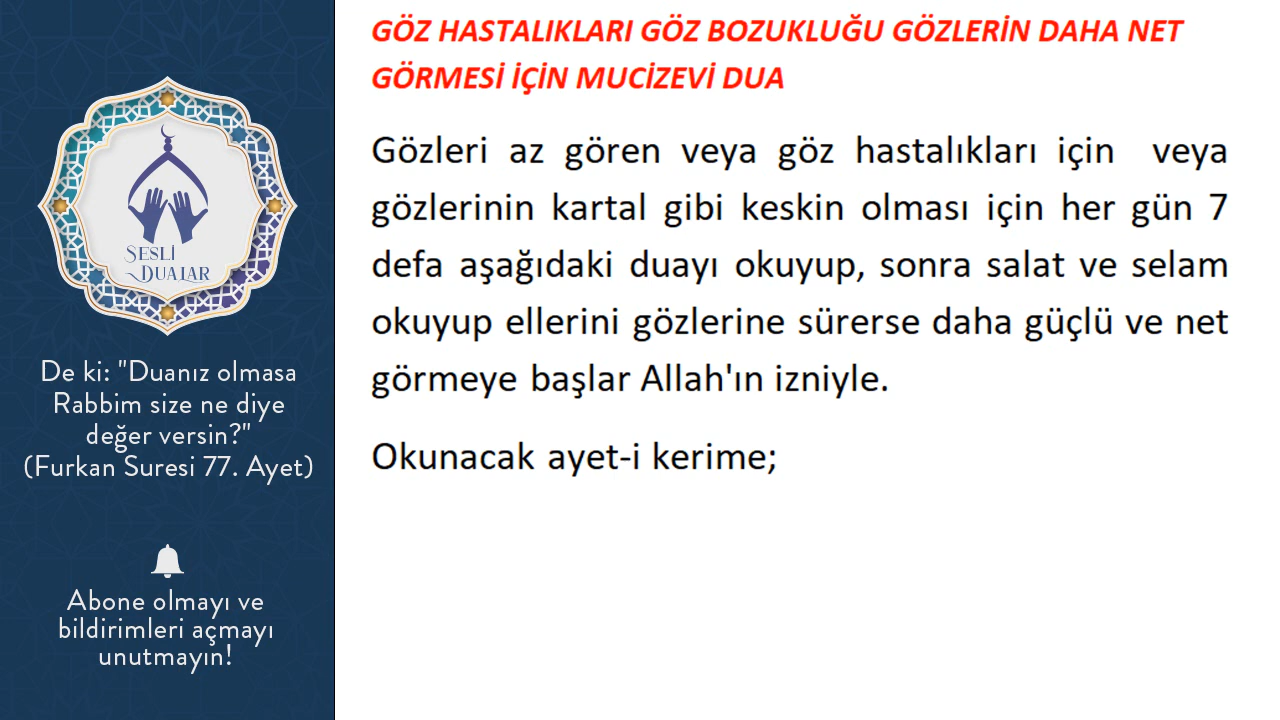 SESLİ
DUALAR
De ki: "Duanız olmasa
Rabbim size ne diye
değer versin?"
(Furkan Suresi 77. Ayet)
Abone olmayı ve
bildirimleri açmayı
unutmayın!
GÖZ HASTALIKLARI GÖZ BOZUKLUĞU GÖZLERİN DAHA NET
GÖRMESİ İÇİN MUCİZEVİ DUA
Gözleri az gören veya göz hastalıkları için veya
gözlerinin kartal gibi keskin olması için her gün 7
defa aşağıdaki duayı okuyup, sonra salat ve selam
okuyup ellerini gözlerine sürerse daha güçlü ve net
görmeye başlar Allah'ın izniyle.
Okunacak ayet-i kerime;